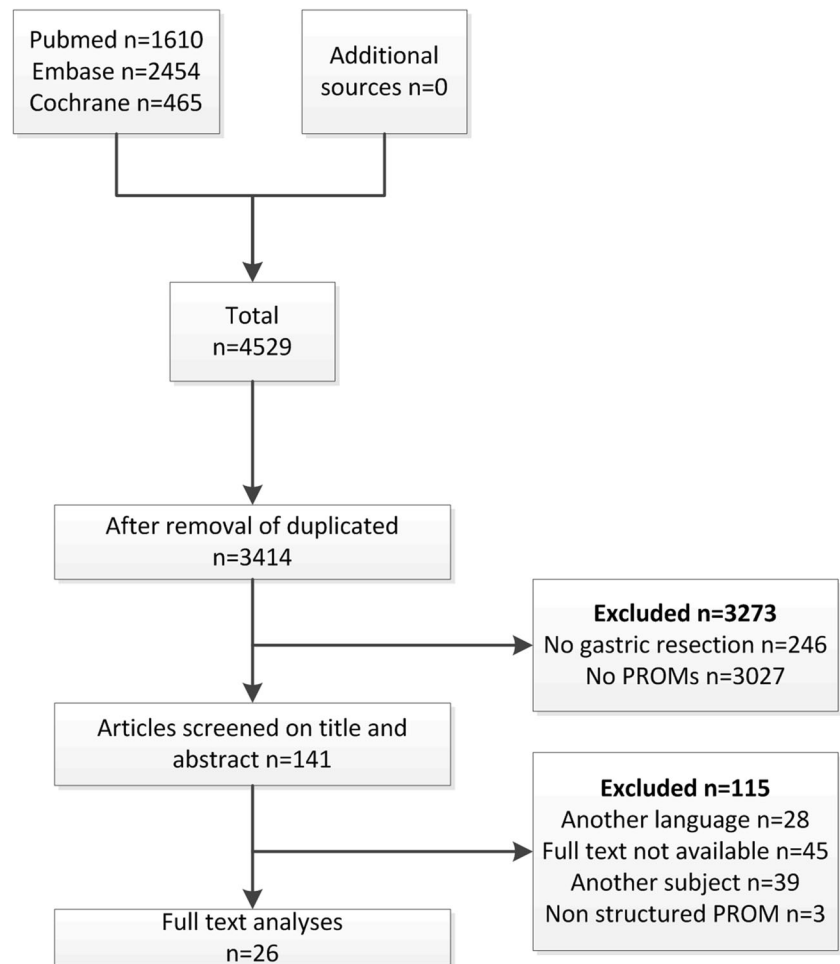 Pubmed n=1610
Embase n=2454
Cochrane n=465
Additional
sources n=0
Total
n=4529
After removal of duplicated
n=3414
Excluded n=3273
No gastric resection n=246
No PROMs n=3027
Articles screened on title and
abstract n=141
Excluded n=115
Another language n=28
Full text not available n=45
Another subject n=39
Non structured PROM n=3
Full text analyses
n=26